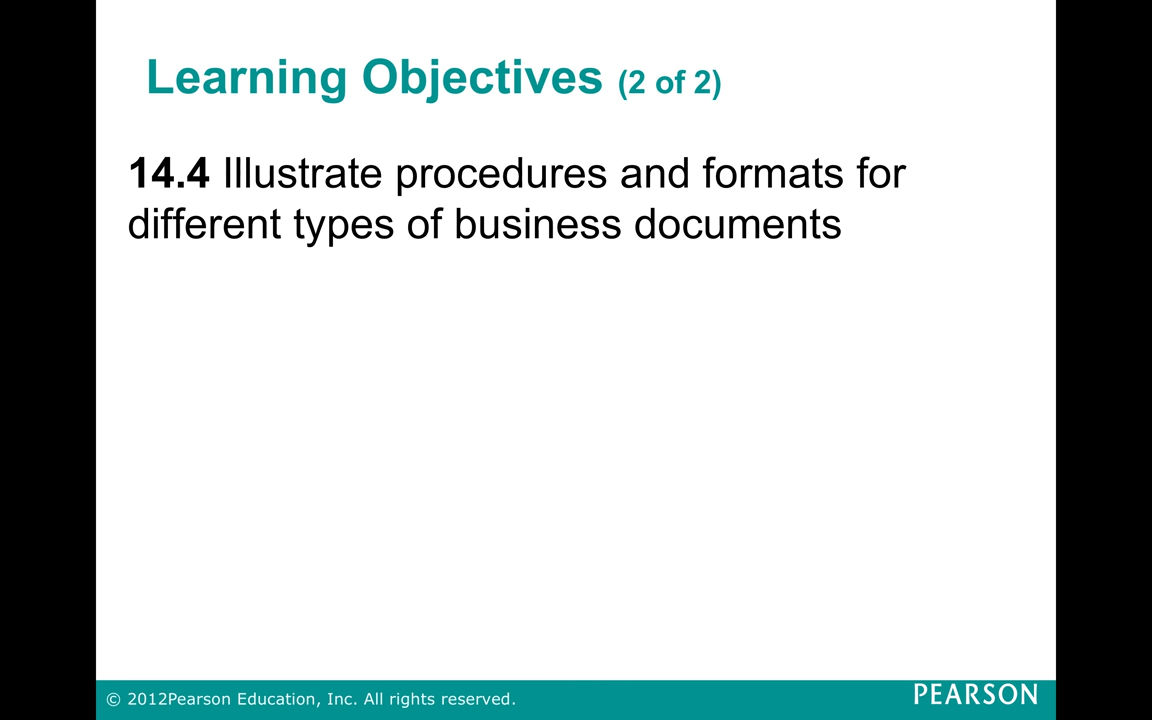 Learning Objectives (2 of 2)
14.4 Illustrate procedures and formats for
different types of business documents
© 2012Pearson Education, Inc. All rights reserved.
PEARSON